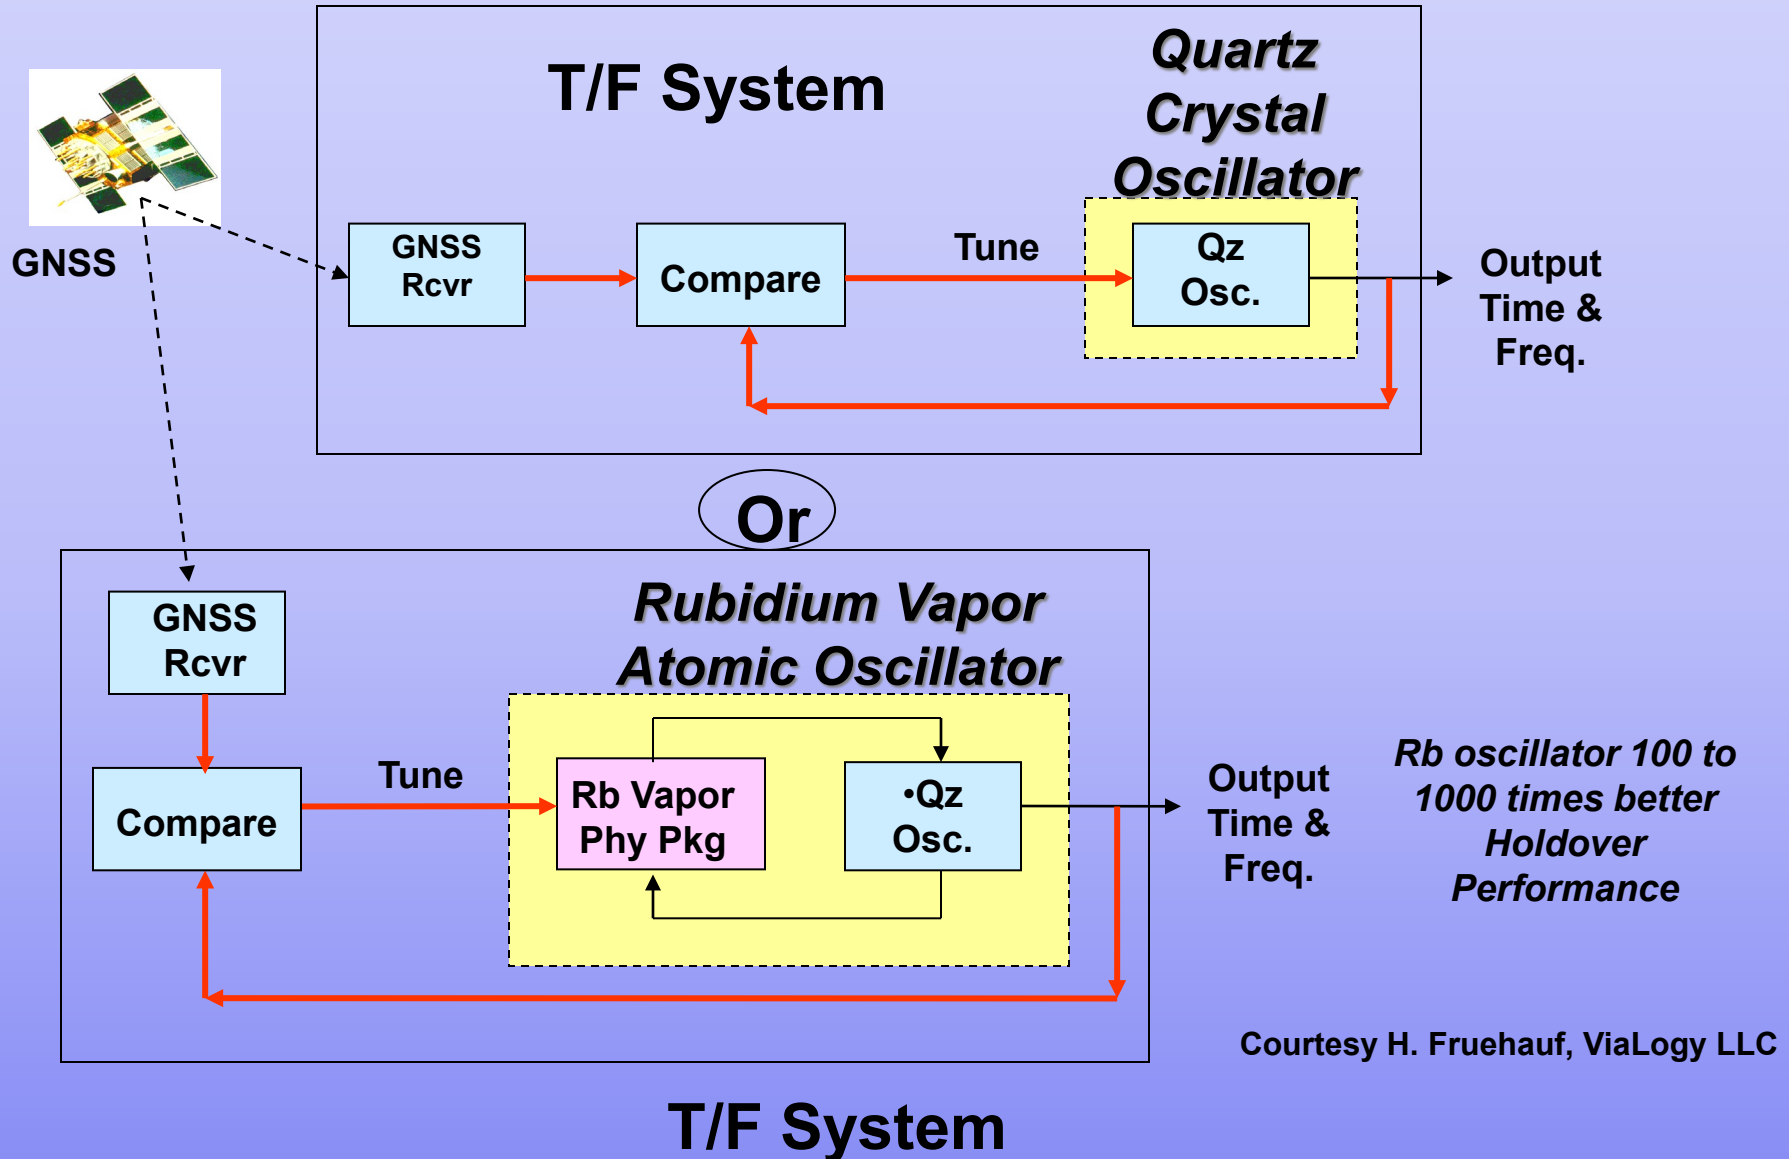 T/F System
Quartz
Crystal
Oscillator
GNSS
GNSS
Rcvr
Compare
Tune
Qz
Osc.
Output
Time &
Freq.
Or
Rubidium Vapor
Atomic Oscillator
GNSS
Rcvr
Compare
Tune
Rb Vapor
Phy Pkg
•Qz
Osc.
Output
Time &
Freq.
Rb oscillator 100 to
1000 times better
Holdover
Performance
Courtesy H. Fruehauf, ViaLogy LLC
T/F System